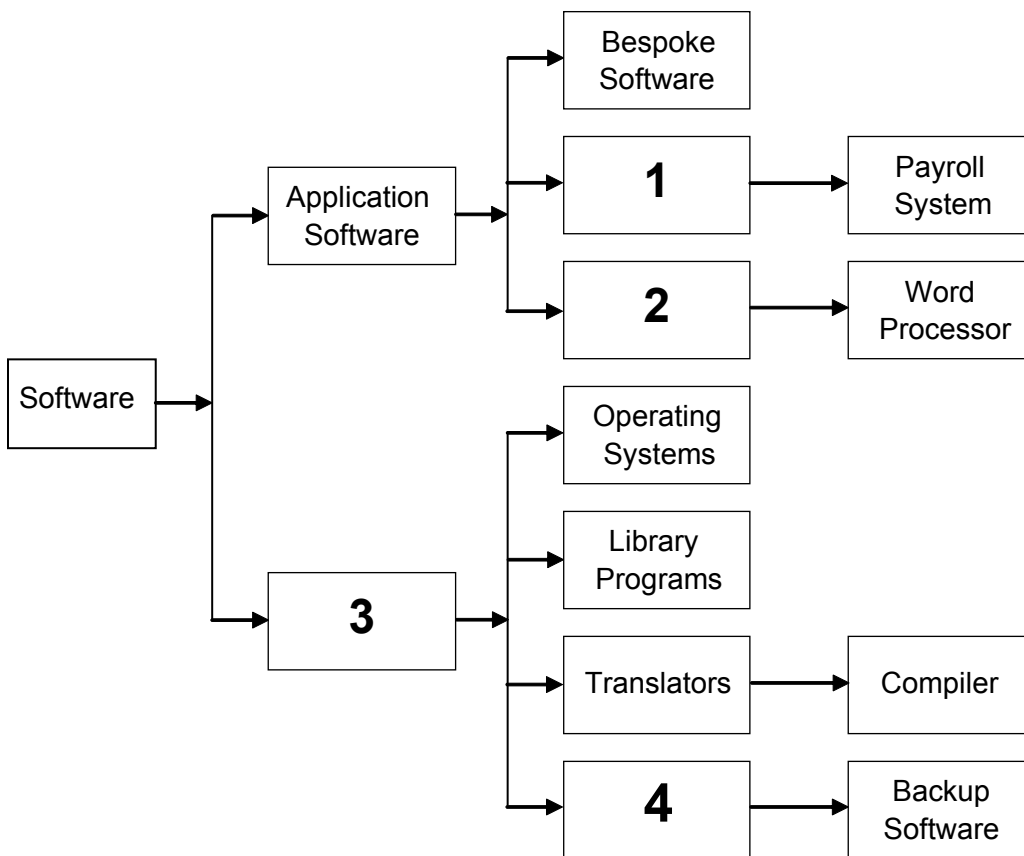 Bespoke
Software
1
Payroll
System
Application
Software
2
Word
Processor
Software
Operating
Systems
Library
Programs
3
Translators
Compiler
4
Backup
Software